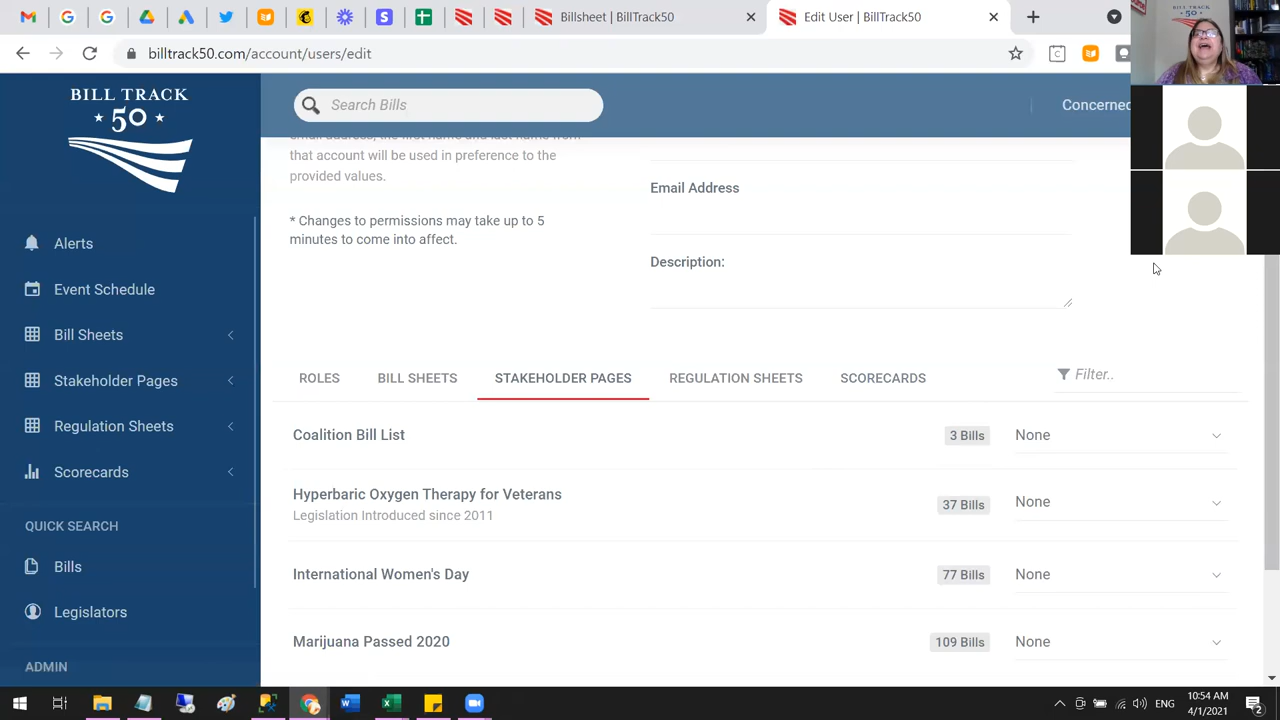 Billsheet | BillTrack50
Edit User | BillTrack50
billtrack50.com/account/users/edit
BILL TRACK
50
Search Bills
Concerned
that account will be used in preference to the
provided values.
* Changes to permissions may take up to 5
minutes to come into affect.
Email Address
Description:
Alerts
Event Schedule
Bill Sheets
Stakeholder Pages
Regulation Sheets
Scorecards
QUICK SEARCH
Bills
Legislators
ADMIN
ROLES
BILL SHEETS
STAKEHOLDER PAGES
REGULATION SHEETS
SCORECARDS
Filter..
Coalition Bill List
3 Bills
None
Hyperbaric Oxygen Therapy for Veterans
Legislation Introduced since 2011
37 Bills
None
International Women's Day
77 Bills
None
Marijuana Passed 2020
109 Bills
None
BILL TRACK
50
ENG
10:54 AM
4/1/2021
2